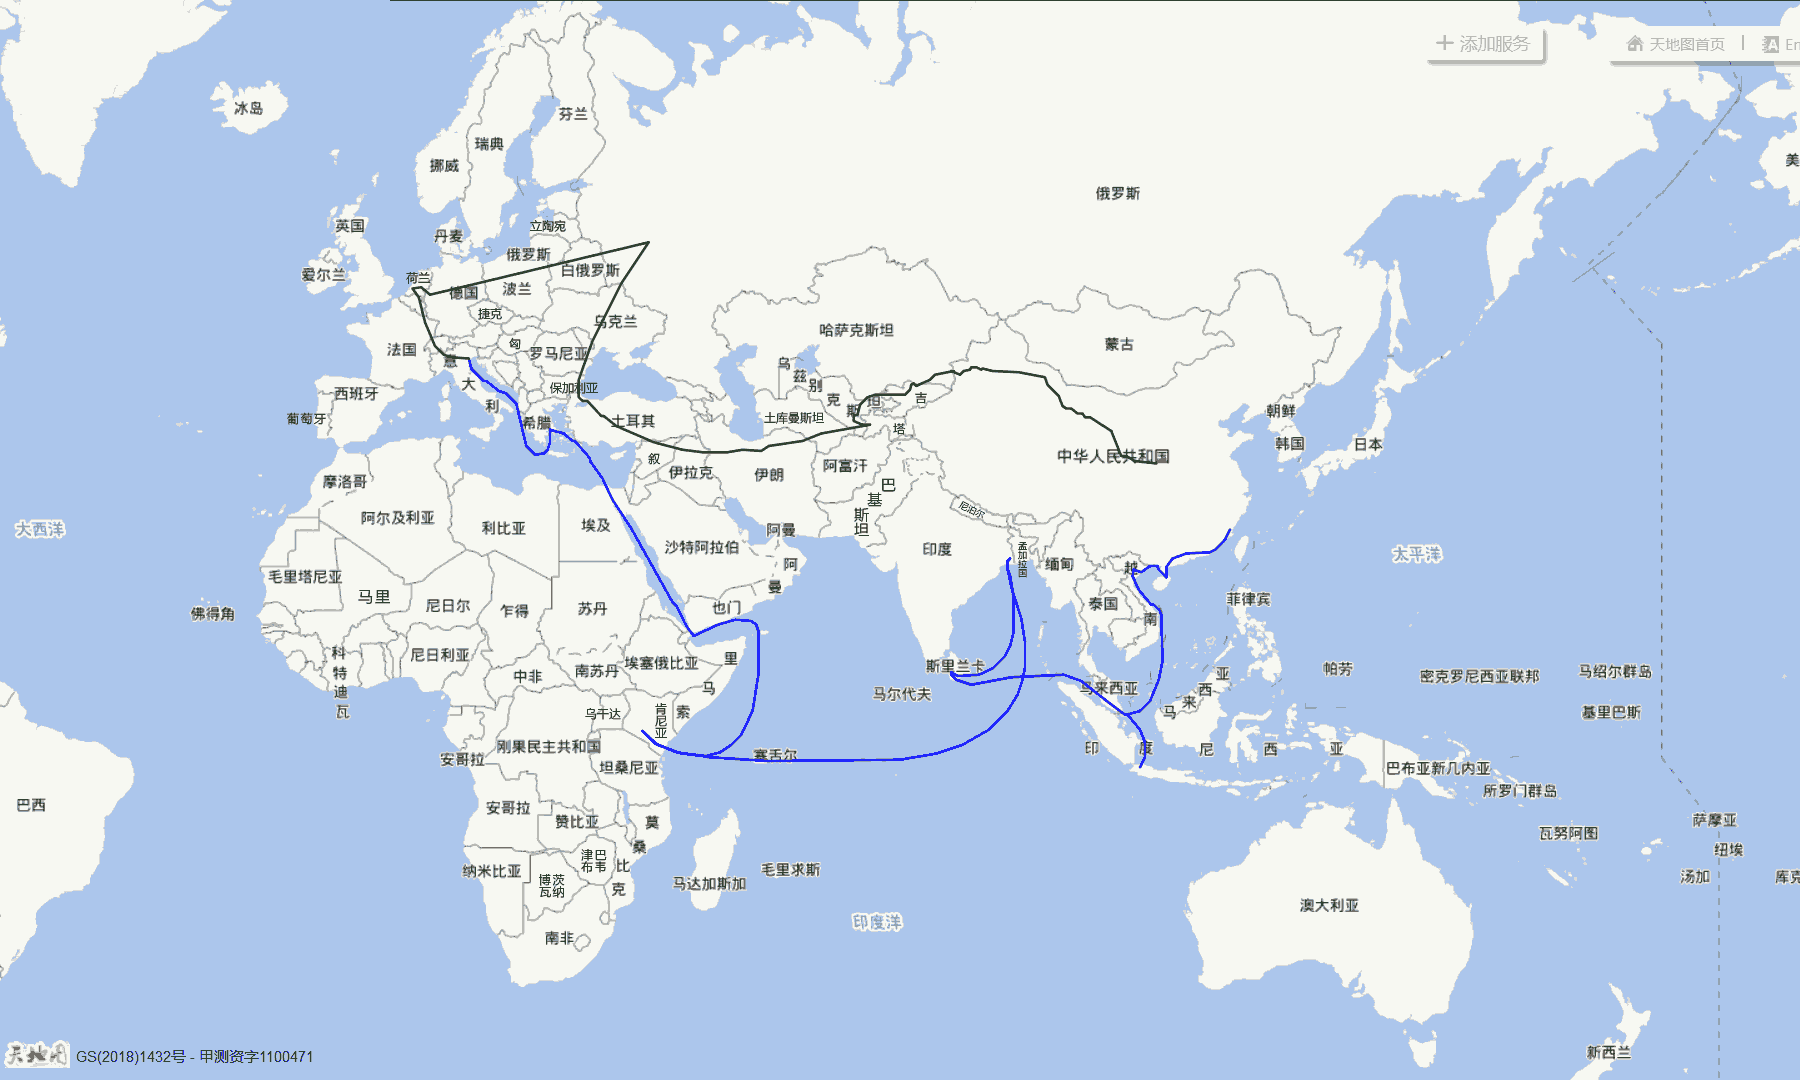 添加服务
天地图首页
En
冰岛
芬兰
瑞典
挪威
美
俄罗斯
英国
立陶宛
丹麦
俄罗斯
爱尔兰
荷兰
白俄罗斯
德国
波兰
捷克
乌克兰
哈萨克斯坦
蒙古
匈
法国
罗马尼亚
意
大
利
乌
兹
别
克
斯
坦
吉
西班牙
保加利亚
葡萄牙
希腊
土耳其
土库曼斯坦
塔
朝鲜
韩国
日本
中华人民共和国
叙
伊拉克
伊朗
阿富汗
巴
基
斯
坦
摩洛哥
尼泊尔
阿尔及利亚
利比亚
埃及
阿曼
大西洋
沙特阿拉伯
印度
孟加拉国
太平洋
阿
曼
缅甸
越
南
毛里塔尼亚
马里
尼日尔
乍得
苏丹
也门
泰国
菲律宾
佛得角
科
特
迪
瓦
尼日利亚
中非
南苏丹
埃塞俄比亚
里
马
索
斯里兰卡
马尔代夫
马来西亚
亚
西
来
马
帕劳
密克罗尼西亚联邦
马绍尔群岛
基里巴斯
乌干达
肯尼亚
刚果民主共和国
安哥拉
坦桑尼亚
塞舌尔
印
度
尼
西
亚
巴布亚新几内亚
所罗门群岛
巴西
安哥拉
赞比亚
莫
桑
比
克
萨摩亚
瓦努阿图
纽埃
津巴
布韦
纳米比亚
博茨
瓦纳
马达加斯加
毛里求斯
汤加
库克
印度洋
澳大利亚
南非
新西兰
天地图
GS(2018)1432号 - 甲测资字1100471